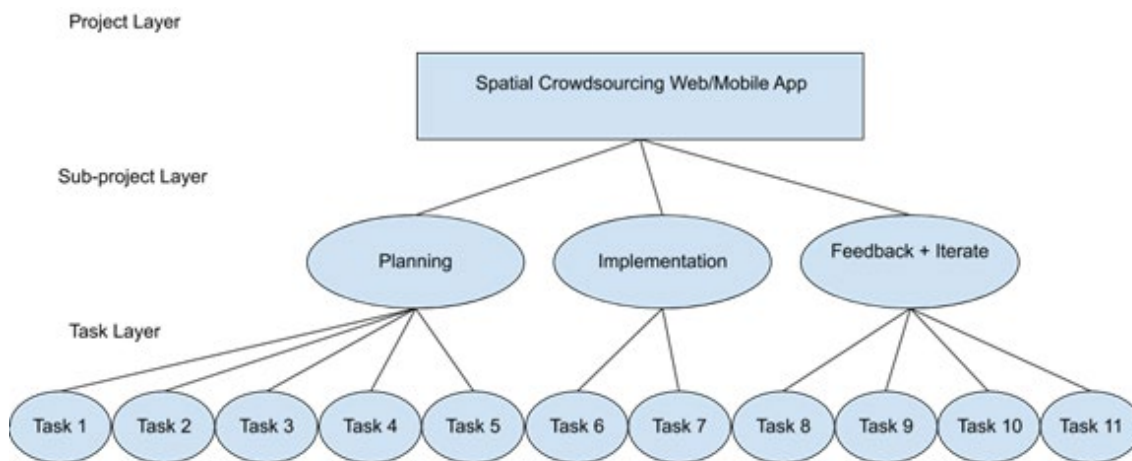 Project Layer
Spatial Crowdsourcing Web/Mobile App
Sub-project Layer
Planning
Implementation
Feedback + Iterate
Task Layer
Task 1
Task 2
Task 3
Task 4
Task 5
Task 6
Task 7
Task 8
Task 9
Task 10
Task 11